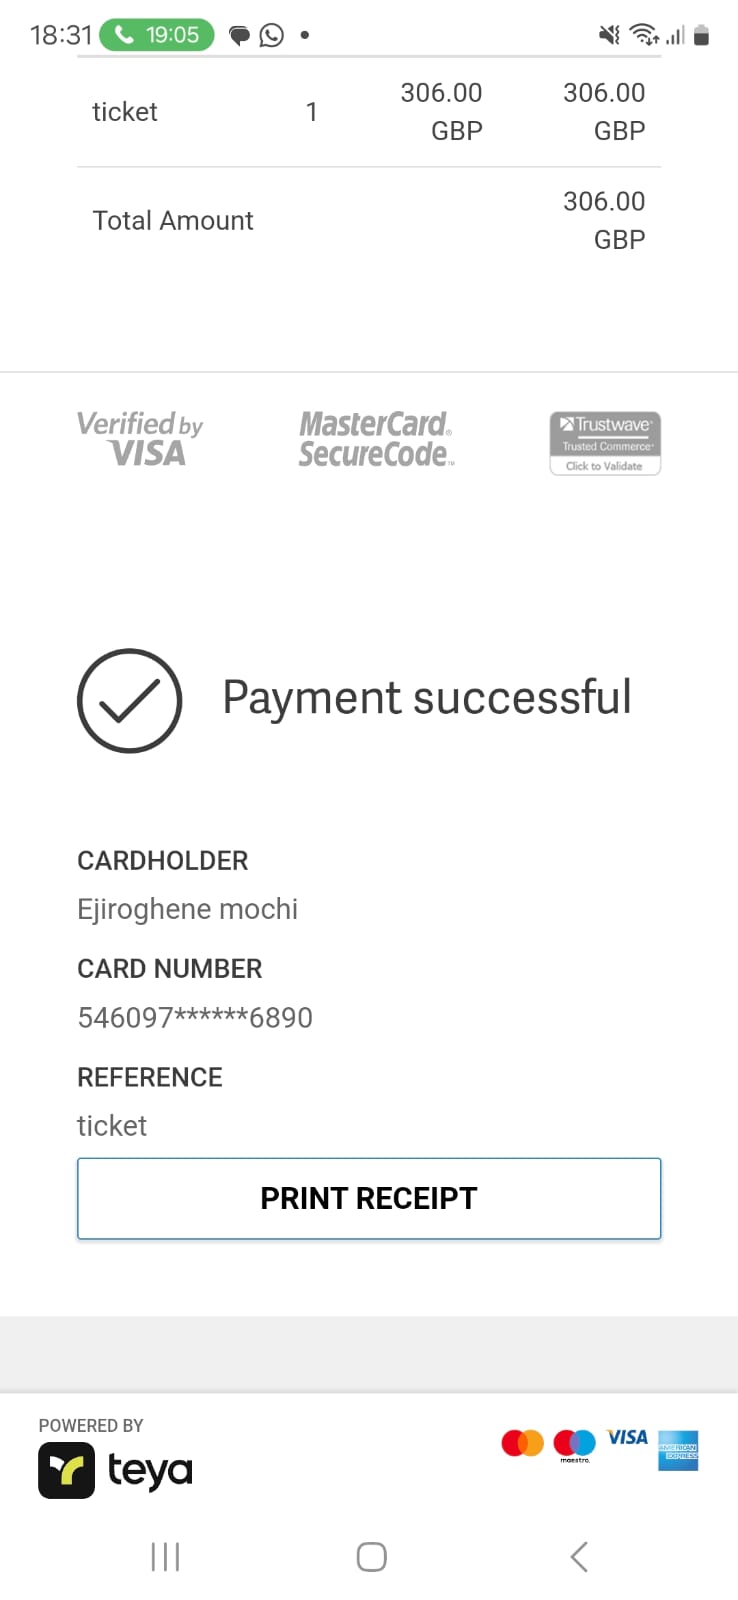 18:31 19:05
ticket 1 306.00 GBP 306.00 GBP
Total Amount 306.00 GBP
Verified by VISA
MasterCard® SecureCode™
Trustwave®
Trusted Commerce®
Click to Validate
Payment successful
CARDHOLDER
Ejiroghene mochi
CARD NUMBER
546097******6890
REFERENCE
ticket
PRINT RECEIPT
POWERED BY
teya
maestro.
VISA
AMERICAN EXPRESS